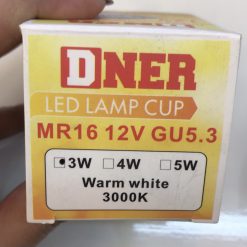 DNER
LED LAMP CUP
MR16 12V GU5.3
3W 4W 5W
Warm white
3000K